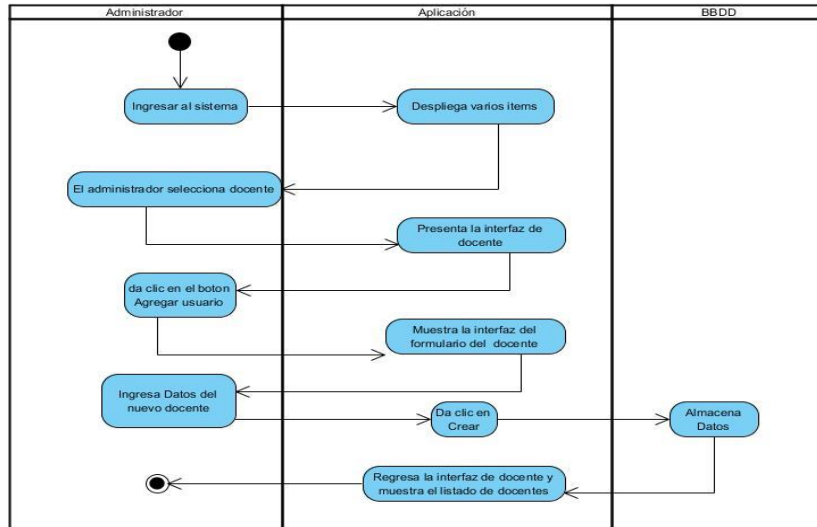 Administrador
Aplicación
BBDD
Ingresar al sistema
Despliega varios items
El administrador selecciona docente
Presenta la interfaz de
docente
da clic en el boton
Agregar usuario
Muestra la interfaz del
formulario del docente
Ingresa Datos del
nuevo docente
Da clic en
Crear
Almacena
Datos
Regresa la interfaz de docente y
muestra el listado de docentes